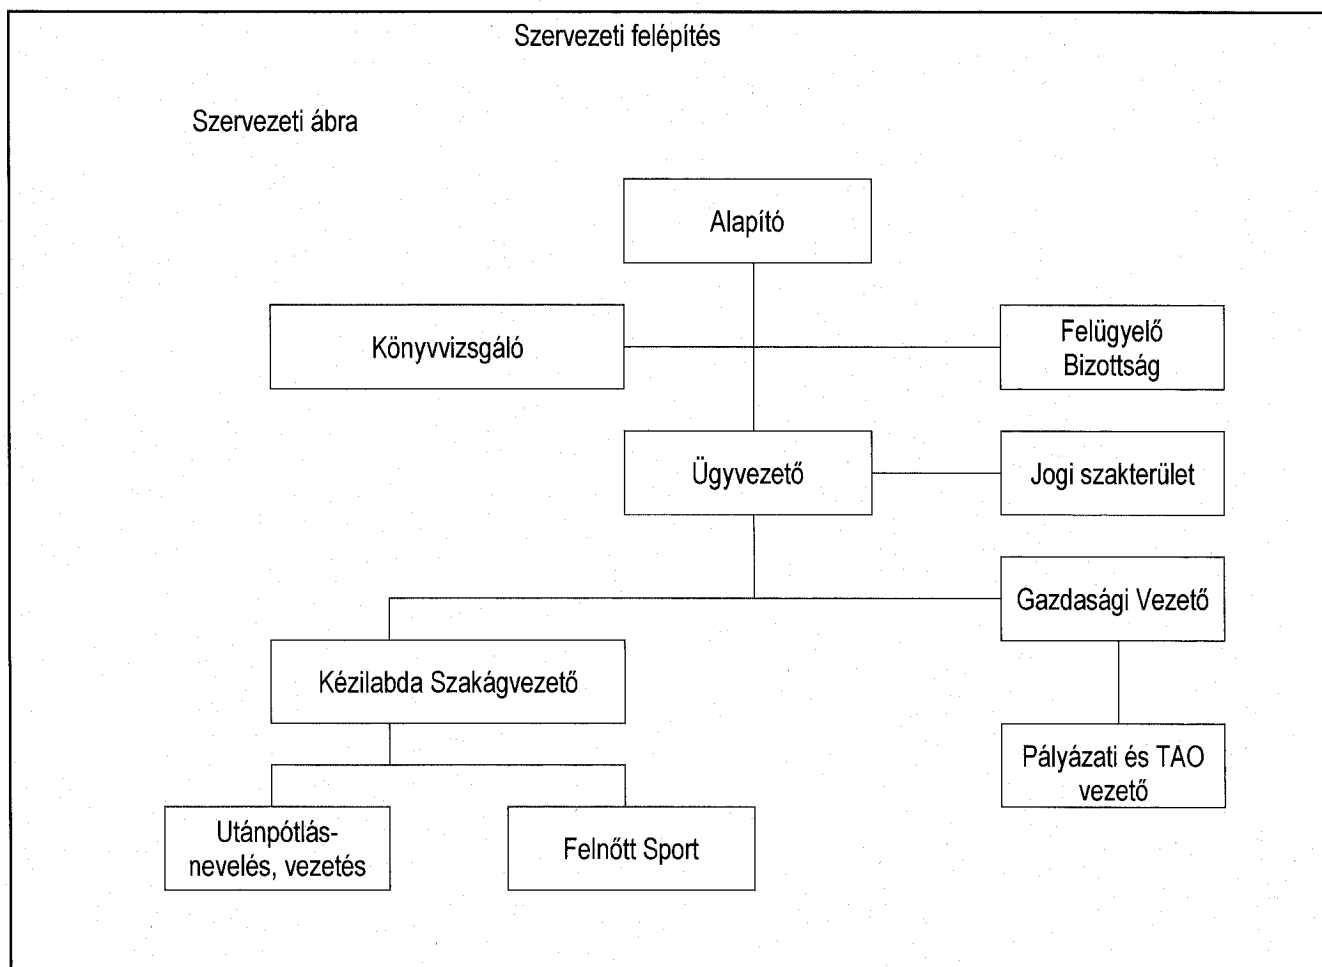 Szervezeti felépítés
Szervezeti ábra
Alapító
Könyvvizsgáló
Felügyelő
Bizottság
Ügyvezető
Jogi szakterület
Gazdasági Vezető
Kézilabda Szakágvezető
Pályázati és TAO
vezető
Utánpótlás-
nevelés, vezetés
Felnőtt Sport